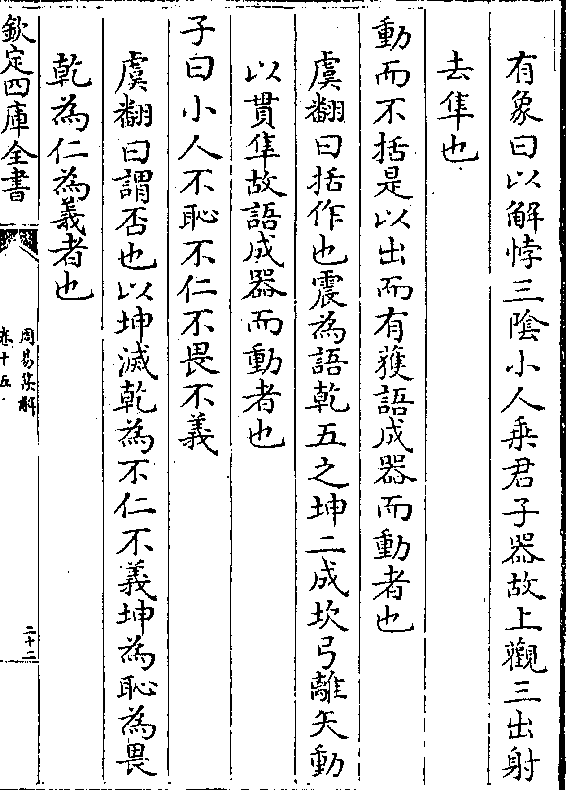 有象曰以解悖三隂小人乗君子器故上觀三出射
去隼也
動而不括是以出而有獲語成器而動者也
虞翻曰括作也震為語乾五之坤二成坎弓離矢動
以貫隼故語成器而動者也
子曰小人不恥不仁不畏不義
虞翻曰謂否也以坤滅乾為不仁不義坤為恥為畏
乾為仁為義者也
欽定四庫全書
周易集解
卷十五
二十二